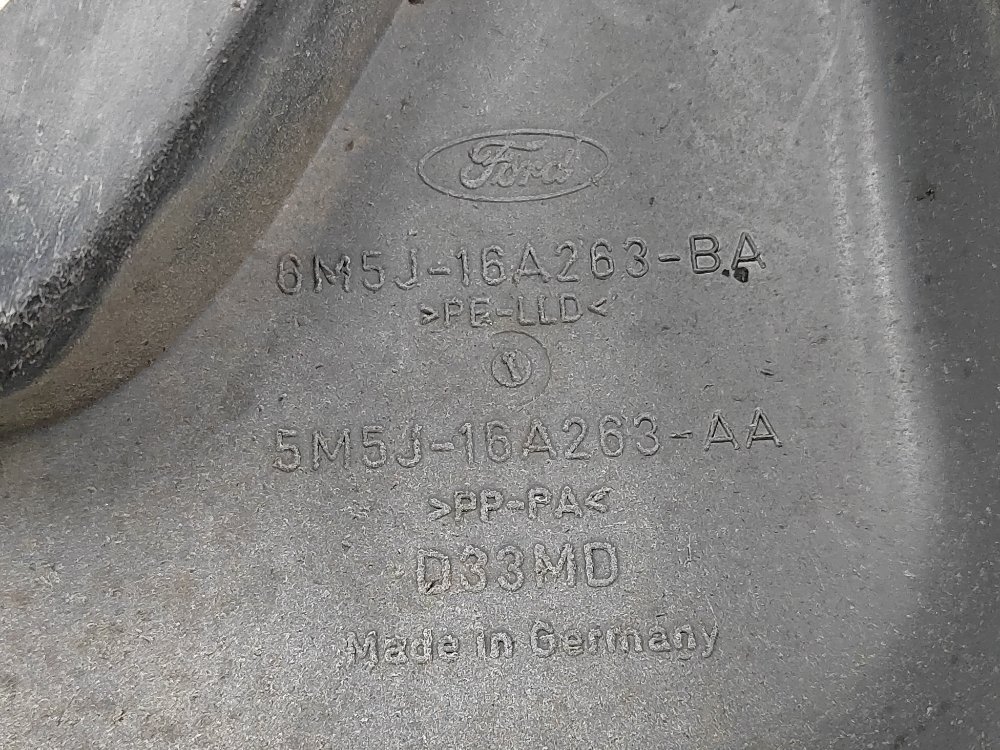 Ford
6M5J-16A263-BA
>PE-LLD<
5M5J-16A263-AA
>PP-PA<
D33MD
Made in Germany